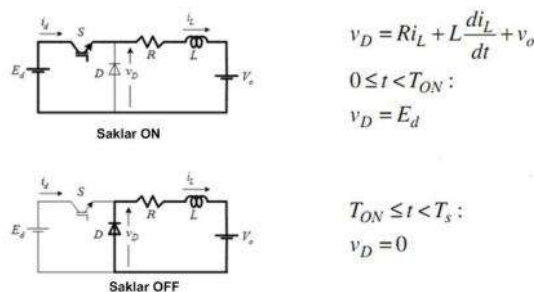 i_d S i_L
E_d D v_D R L V_o
Saklar ON
v_D = Ri_L + L di_L/dt + v_o
0 ≤ t < T_ON :
v_D = E_d
i_d S i_L
E_d D v_D R L V_o
Saklar OFF
T_ON ≤ t < T_s :
v_D = 0